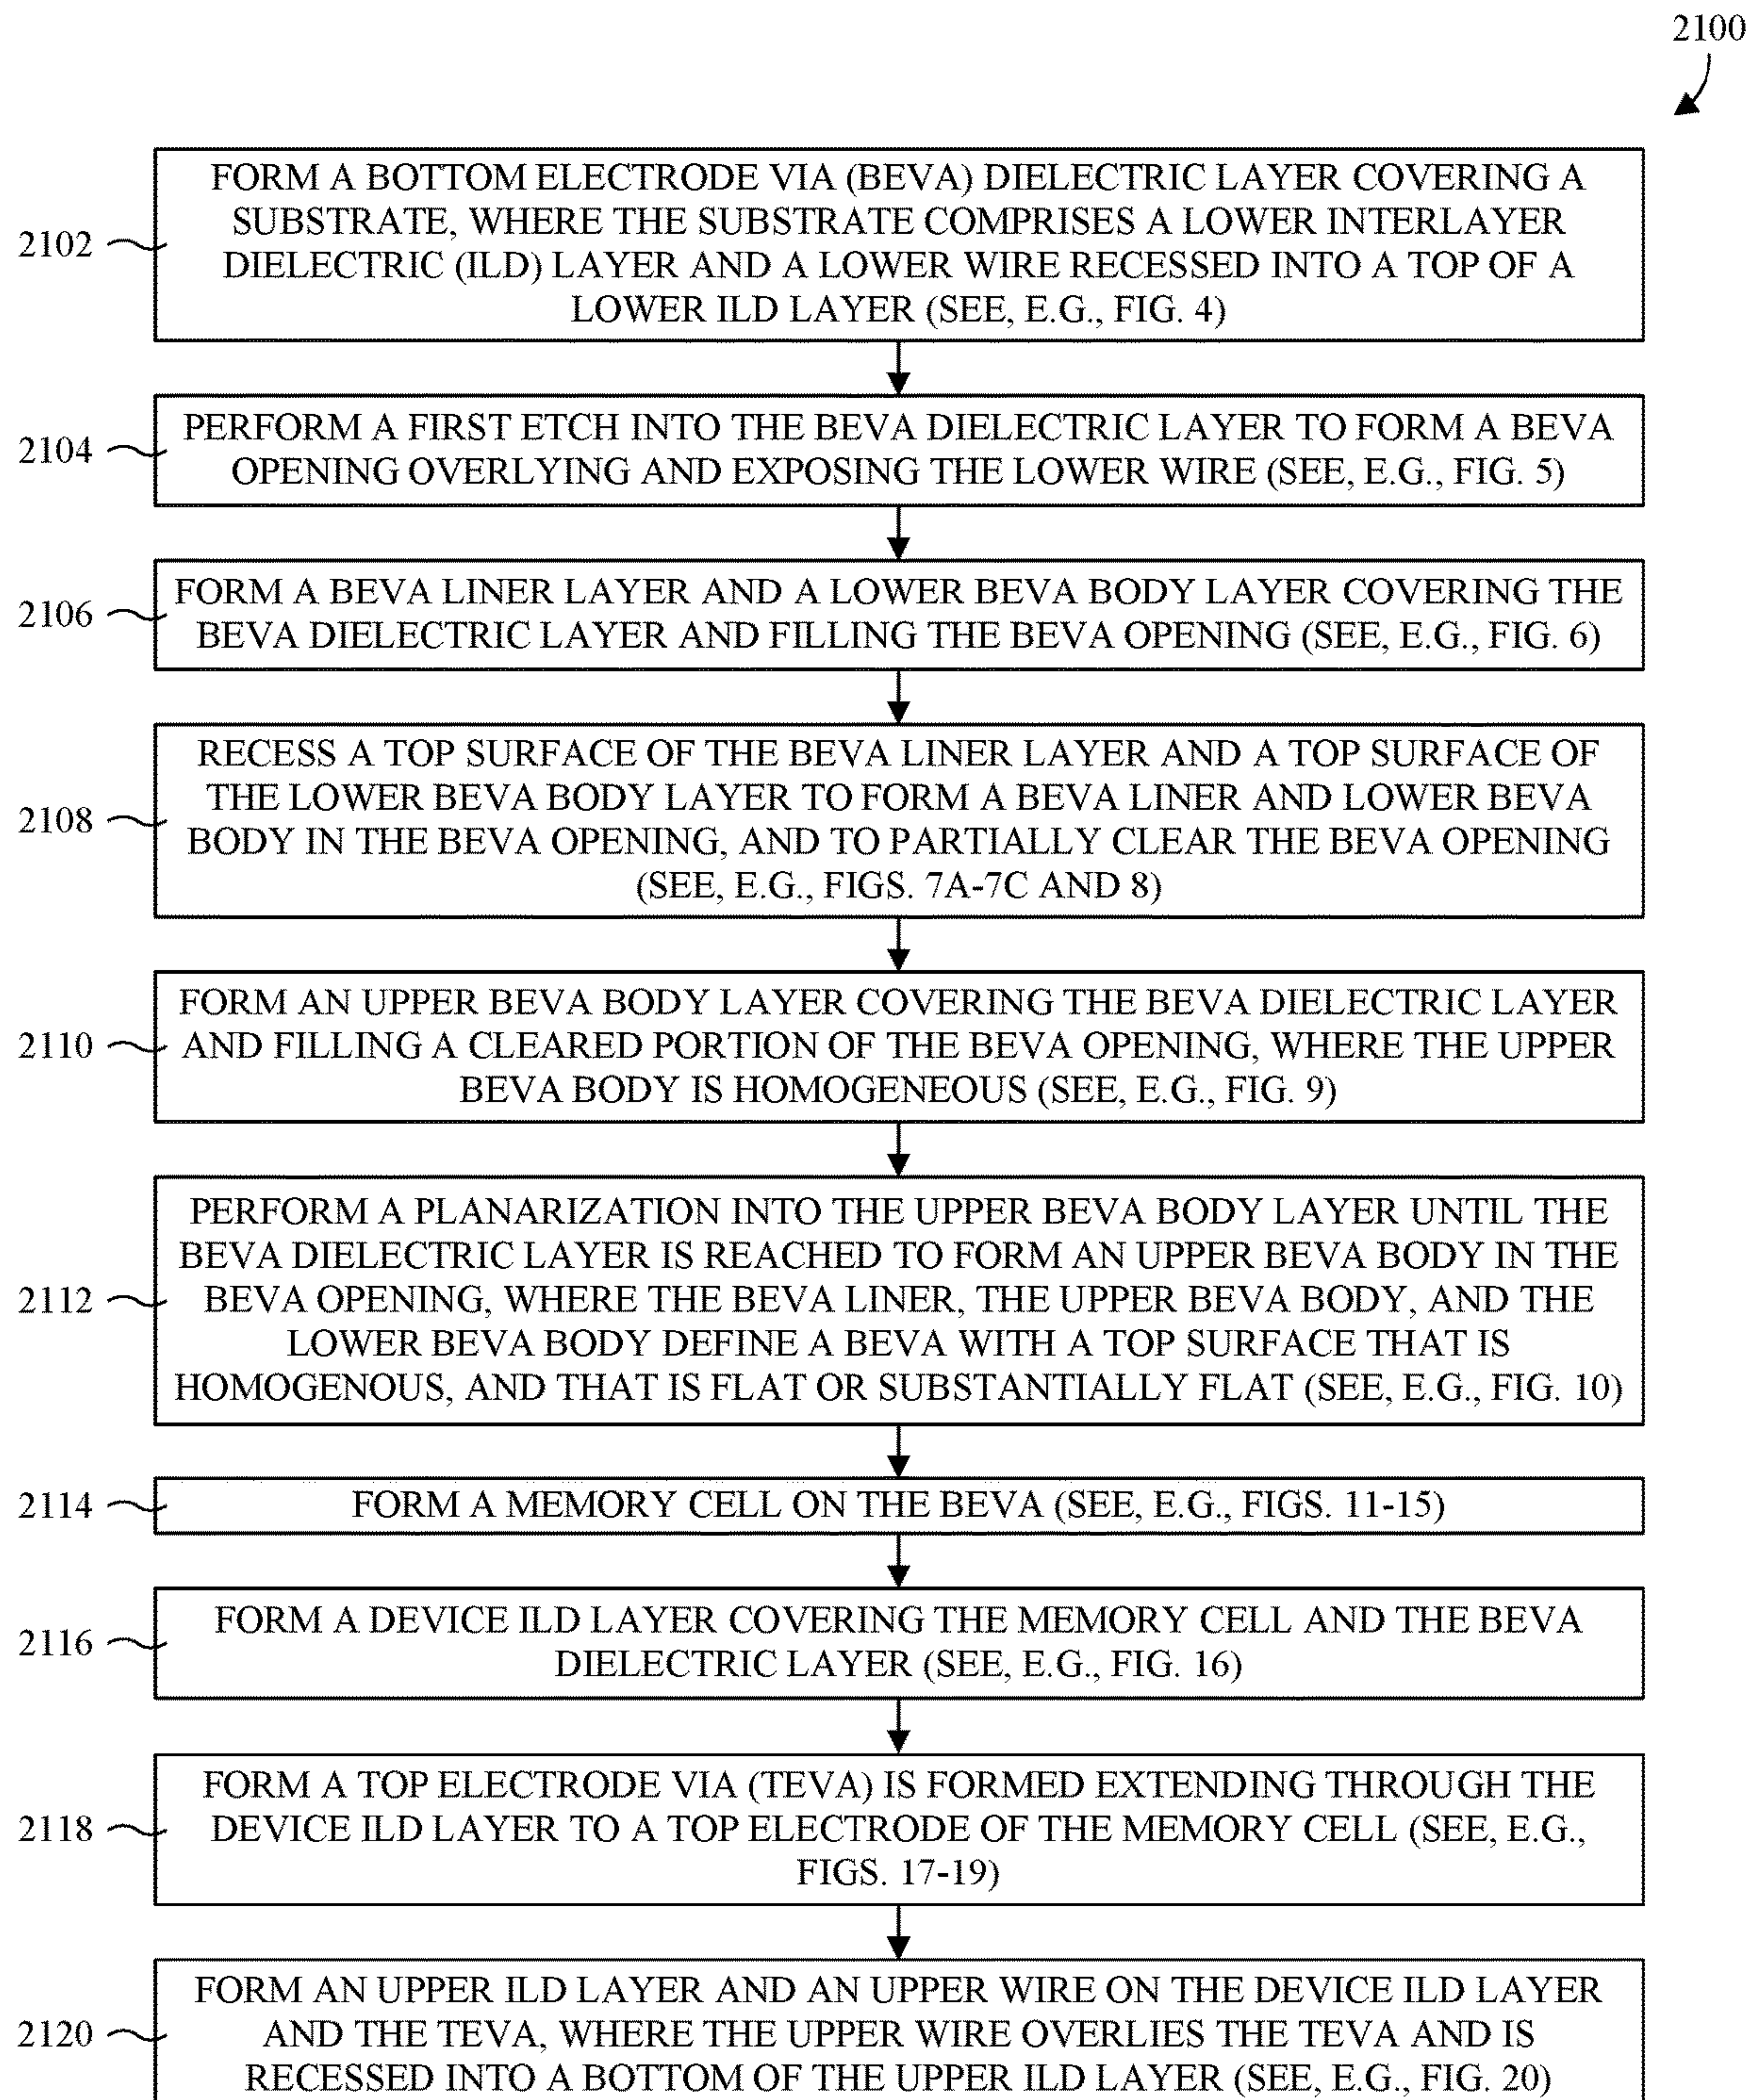 2100
FORM A BOTTOM ELECTRODE VIA (BEVA) DIELECTRIC LAYER COVERING A
SUBSTRATE, WHERE THE SUBSTRATE COMPRISES A LOWER INTERLAYER
2102
DIELECTRIC (ILD) LAYER AND A LOWER WIRE RECESSED INTO A TOP OF A
LOWER ILD LAYER (SEE, E.G., FIG. 4)
2104
PERFORM A FIRST ETCH INTO THE BEVA DIELECTRIC LAYER TO FORM A BEVA
OPENING OVERLYING AND EXPOSING THE LOWER WIRE (SEE, E.G., FIG. 5)
2106
FORM A BEVA LINER LAYER AND A LOWER BEVA BODY LAYER COVERING THE
BEVA DIELECTRIC LAYER AND FILLING THE BEVA OPENING (SEE, E.G., FIG. 6)
RECESS A TOP SURFACE OF THE BEVA LINER LAYER AND A TOP SURFACE OF
THE LOWER BEVA BODY LAYER TO FORM A BEVA LINER AND LOWER BEVA
2108
BODY IN THE BEVA OPENING, AND TO PARTIALLY CLEAR THE BEVA OPENING
(SEE, E.G., FIGS. 7A-7C AND 8)
FORM AN UPPER BEVA BODY LAYER COVERING THE BEVA DIELECTRIC LAYER
2110
AND FILLING A CLEARED PORTION OF THE BEVA OPENING, WHERE THE UPPER
BEVA BODY IS HOMOGENEOUS (SEE, E.G., FIG. 9)
PERFORM A PLANARIZATION INTO THE UPPER BEVA BODY LAYER UNTIL THE
BEVA DIELECTRIC LAYER IS REACHED TO FORM AN UPPER BEVA BODY IN THE
2112
BEVA OPENING, WHERE THE BEVA LINER, THE UPPER BEVA BODY, AND THE
LOWER BEVA BODY DEFINE A BEVA WITH A TOP SURFACE THAT IS
HOMOGENOUS, AND THAT IS FLAT OR SUBSTANTIALLY FLAT (SEE, E.G., FIG. 10)
2114
FORM A MEMORY CELL ON THE BEVA (SEE, E.G., FIGS. 11-15)
2116
FORM A DEVICE ILD LAYER COVERING THE MEMORY CELL AND THE BEVA
DIELECTRIC LAYER (SEE, E.G., FIG. 16)
FORM A TOP ELECTRODE VIA (TEVA) IS FORMED EXTENDING THROUGH THE
2118
DEVICE ILD LAYER TO A TOP ELECTRODE OF THE MEMORY CELL (SEE, E.G.,
FIGS. 17-19)
FORM AN UPPER ILD LAYER AND AN UPPER WIRE ON THE DEVICE ILD LAYER
2120
AND THE TEVA, WHERE THE UPPER WIRE OVERLIES THE TEVA AND IS
RECESSED INTO A BOTTOM OF THE UPPER ILD LAYER (SEE, E.G., FIG. 20)